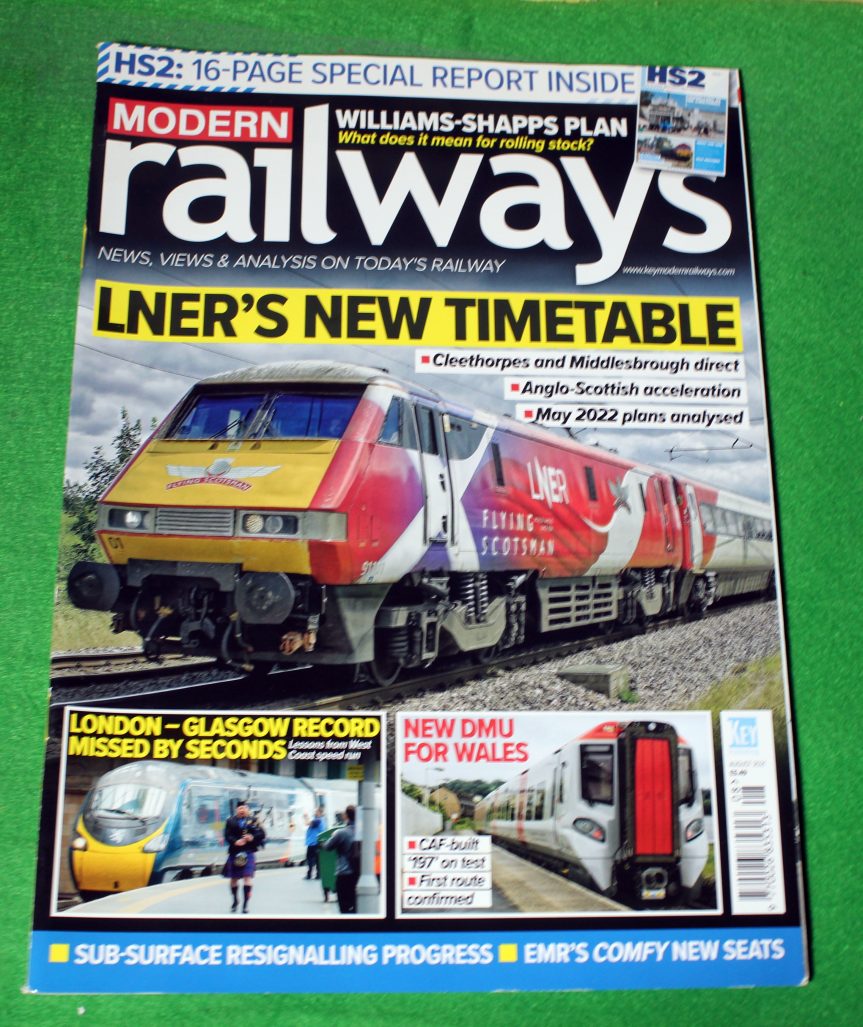 HS2: 16-PAGE SPECIAL REPORT INSIDE
HS2
MODERN
railways
WILLIAMS-SHAPPS PLAN
What does it mean for rolling stock?
NEWS, VIEWS & ANALYSIS ON TODAY'S RAILWAY
www.keymodernrailways.com
LNER'S NEW TIMETABLE
Cleethorpes and Middlesbrough direct
Anglo-Scottish acceleration
May 2022 plans analysed
FLYING SCOTSMAN
LNER
FLYING
SCOTSMAN
01
LONDON – GLASGOW RECORD
MISSED BY SECONDS
Lessons from West
Coast speed run
NEW DMU
FOR WALES
CAF-built
'197' on test
First route
confirmed
KEY
SUB-SURFACE RESIGNALLING PROGRESS
EMR'S COMFY NEW SEATS